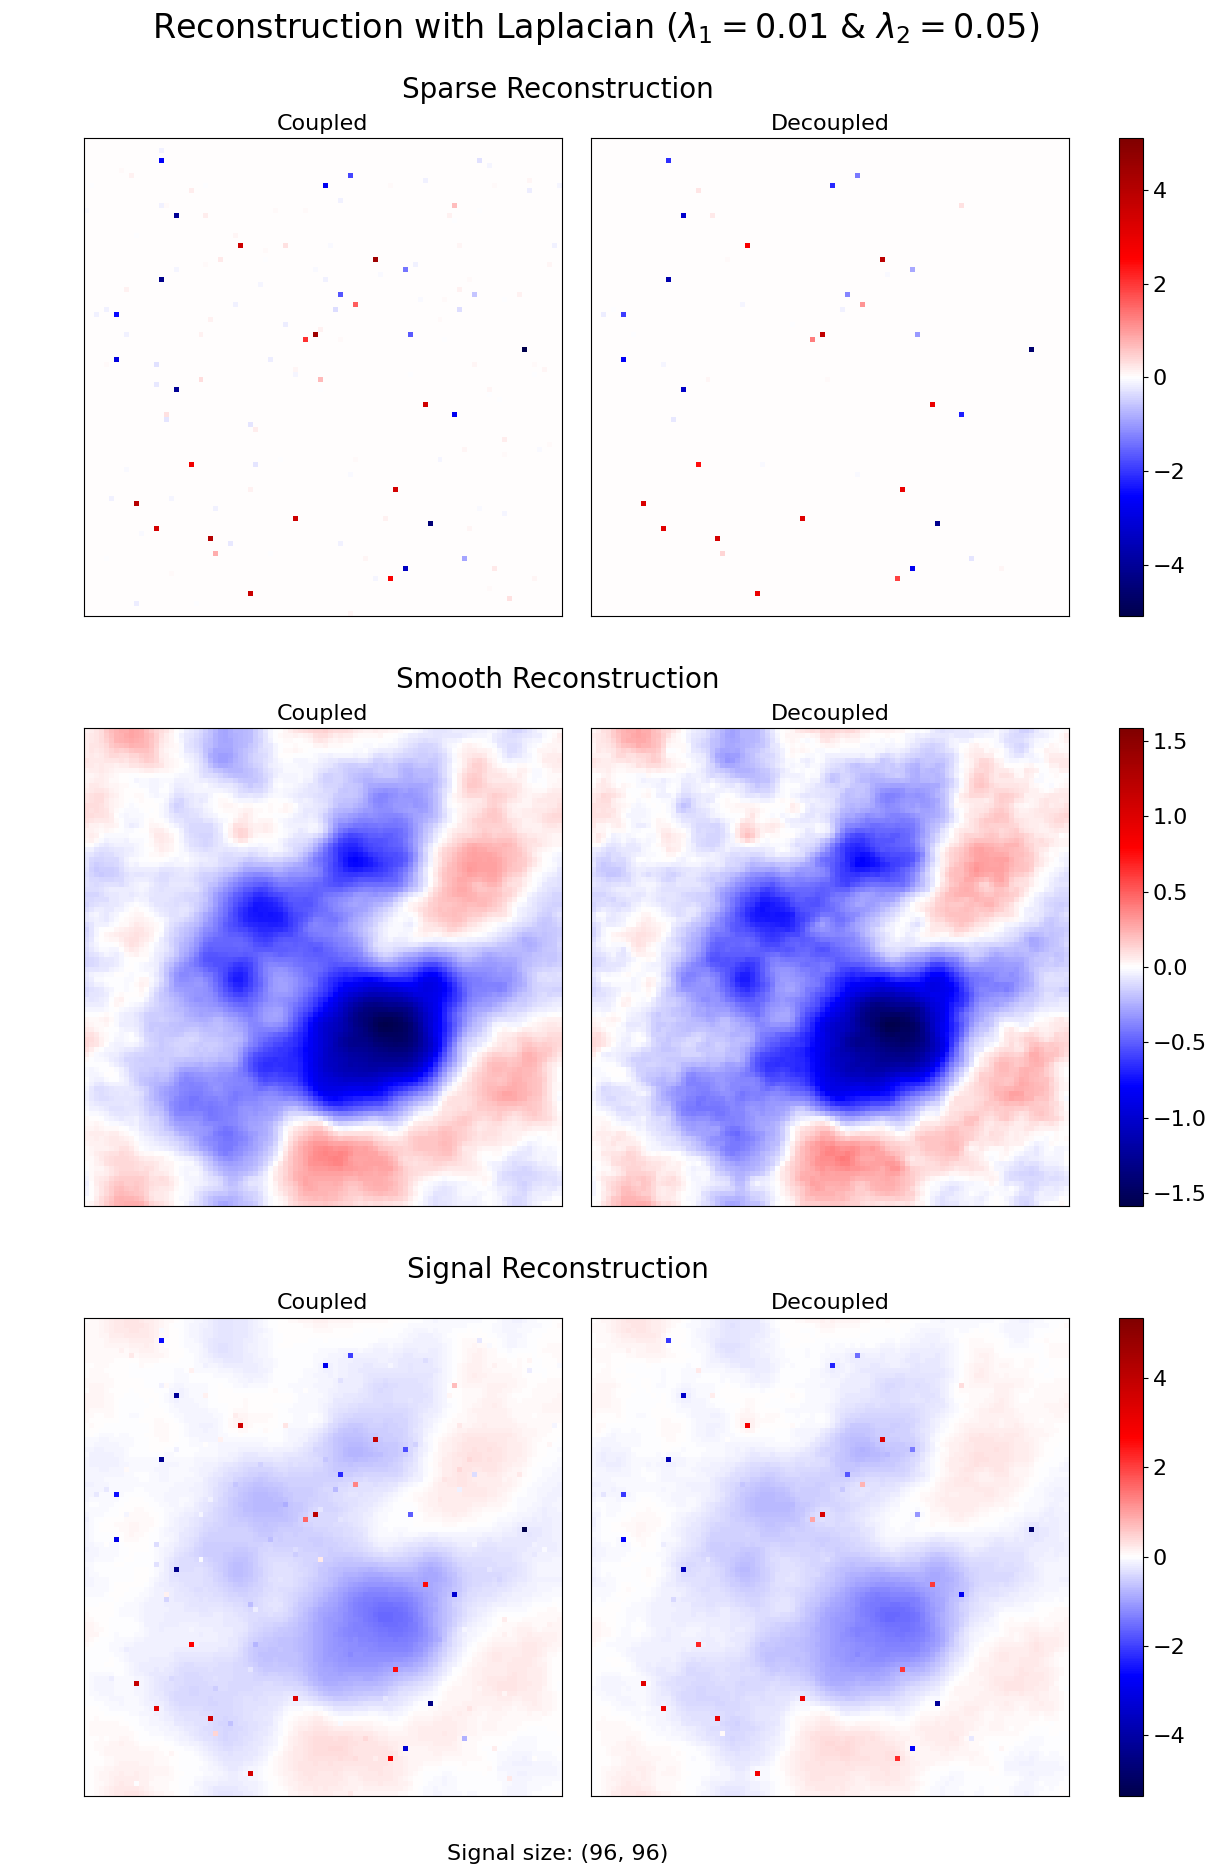 Reconstruction with Laplacian (λ₁ = 0.01 & λ₂ = 0.05)
Sparse Reconstruction
Coupled
Decoupled
4
2
0
−2
−4
Smooth Reconstruction
Coupled
Decoupled
1.5
1.0
0.5
0.0
−0.5
−1.0
−1.5
Signal Reconstruction
Coupled
Decoupled
4
2
0
−2
−4
Signal size: (96, 96)